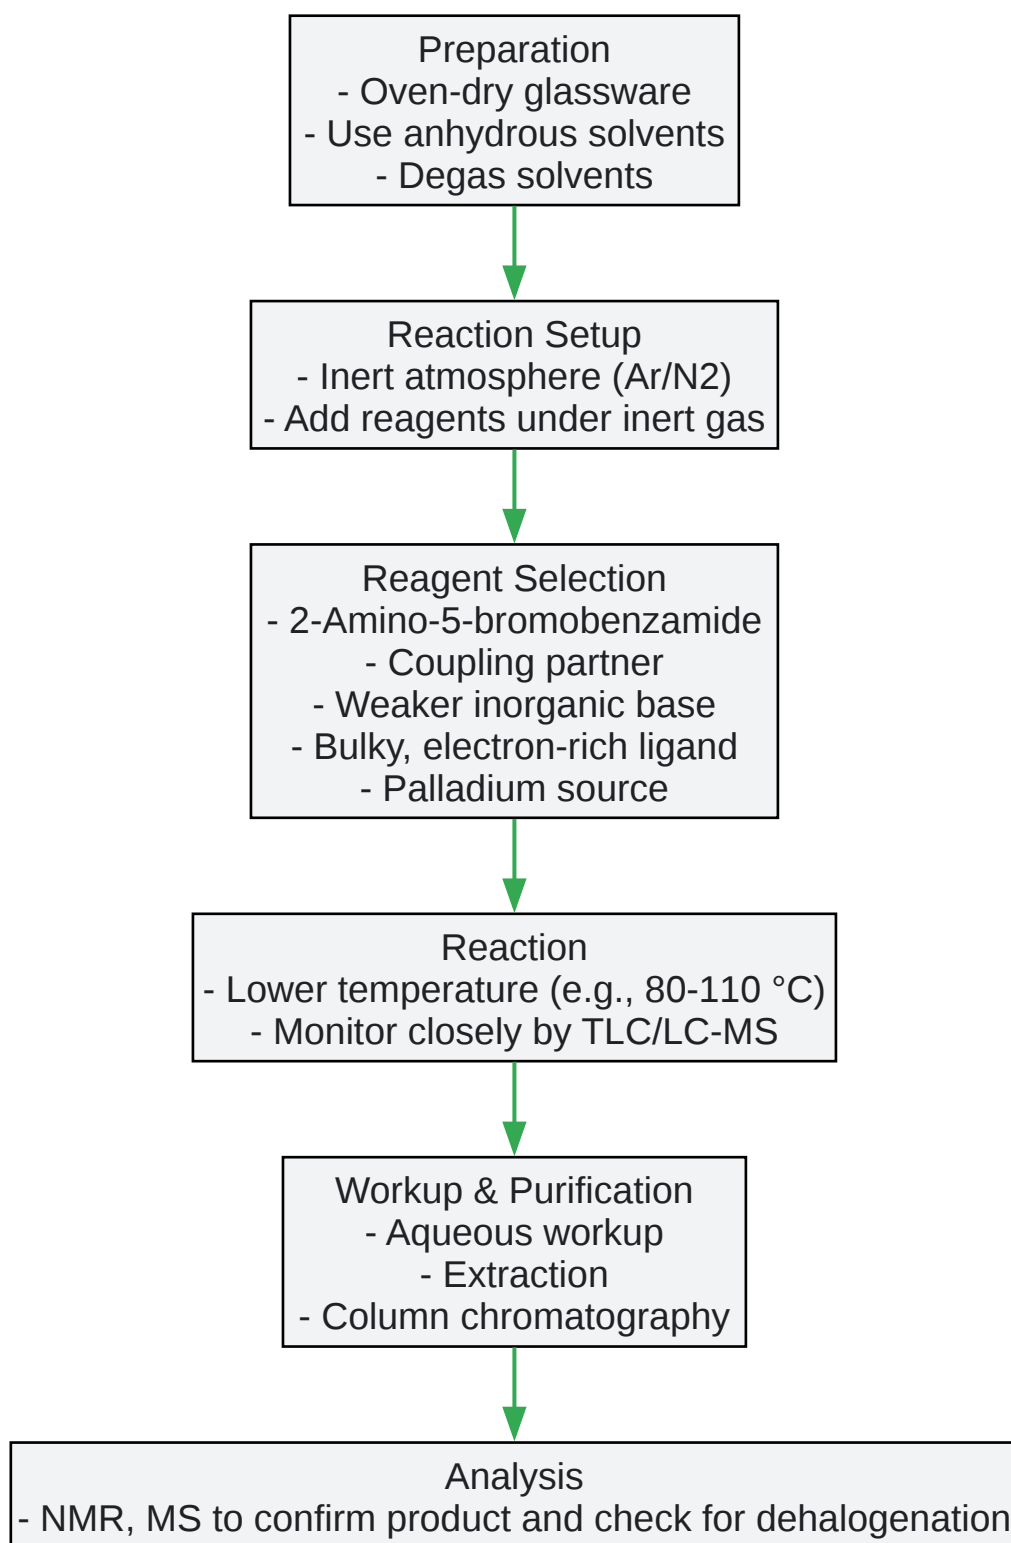 Preparation
- Oven-dry glassware
- Use anhydrous solvents
- Degas solvents
Reaction Setup
- Inert atmosphere (Ar/N2)
- Add reagents under inert gas
Reagent Selection
- 2-Amino-5-bromobenzamide
- Coupling partner
- Weaker inorganic base
- Bulky, electron-rich ligand
- Palladium source
Reaction
- Lower temperature (e.g., 80-110 °C)
- Monitor closely by TLC/LC-MS
Workup & Purification
- Aqueous workup
- Extraction
- Column chromatography
Analysis
- NMR, MS to confirm product and check for dehalogenation